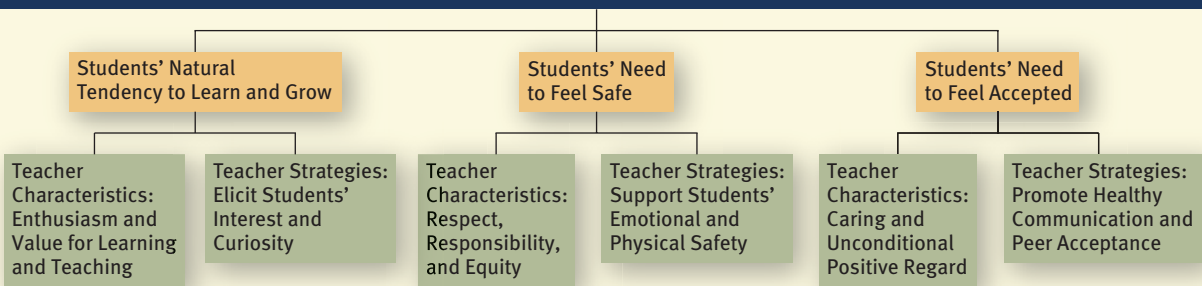 Students’ Natural
Tendency to Learn and Grow
Students’ Need
to Feel Safe
Students’ Need
to Feel Accepted
Teacher
Characteristics:
Enthusiasm and
Value for Learning
and Teaching
Teacher Strategies:
Elicit Students’
Interest and
Curiosity
Teacher
Characteristics:
Respect,
Responsibility,
and Equity
Teacher Strategies:
Support Students’
Emotional and
Physical Safety
Teacher
Characteristics:
Caring and
Unconditional
Positive Regard
Teacher Strategies:
Promote Healthy
Communication and
Peer Acceptance